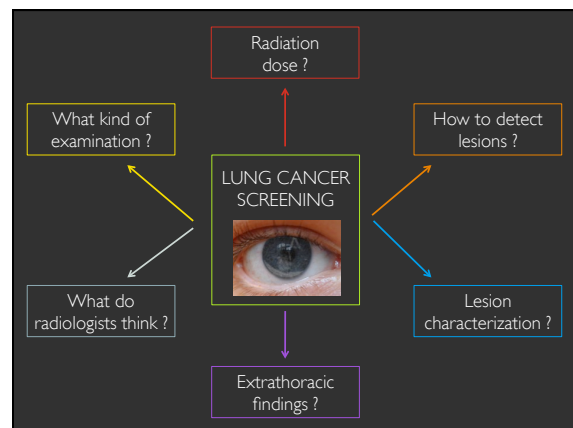 Radiation
dose ?
What kind of
examination ?
How to detect
lesions ?
LUNG CANCER
SCREENING
What do
radiologists think ?
Lesion
characterization ?
Extrathoracic
findings ?